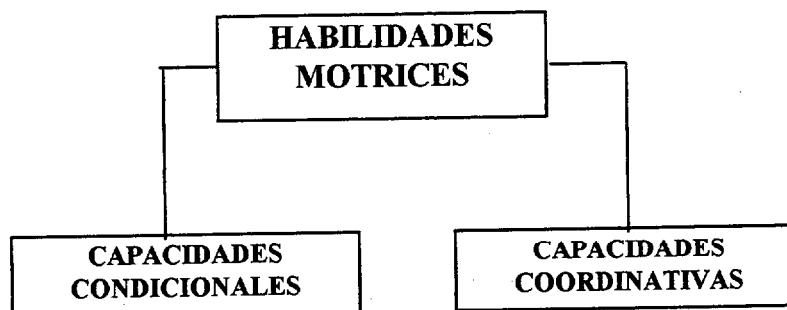 HABILIDADES
MOTRICES
CAPACIDADES
CONDICIONALES
CAPACIDADES
COORDINATIVAS